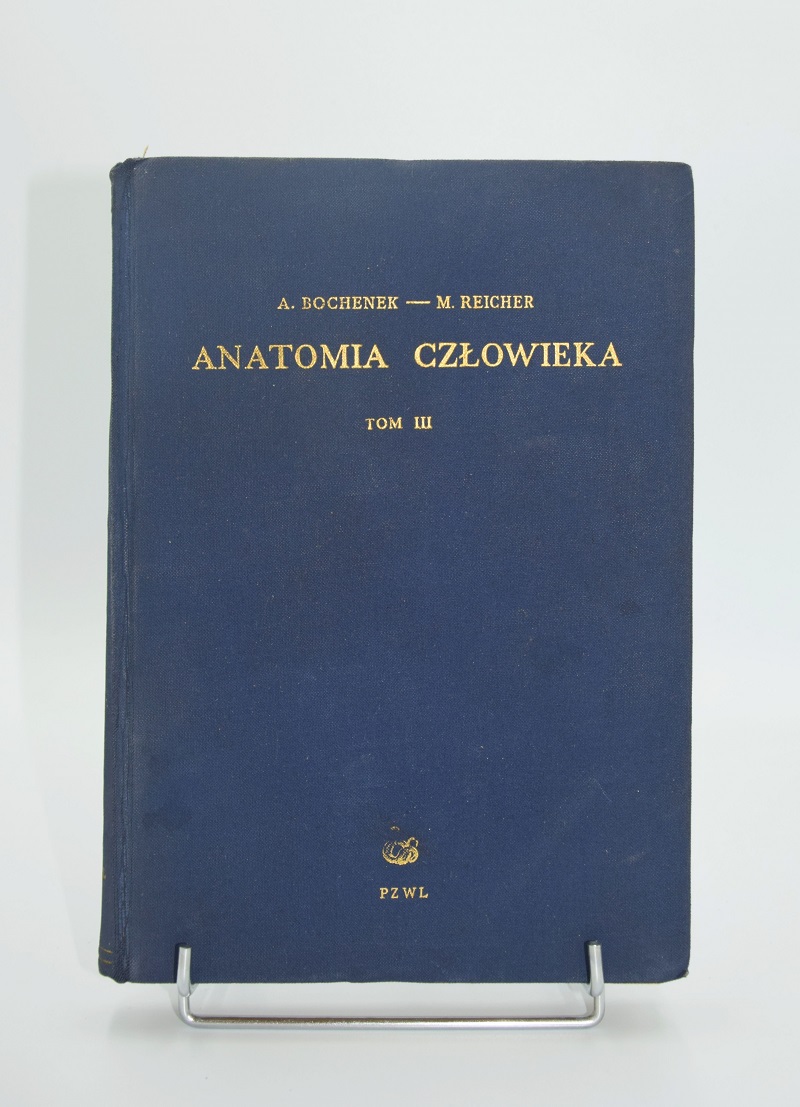 A. BOCHENEK — M. REICHER
ANATOMIA CZŁOWIEKA
TOM III
PZWL